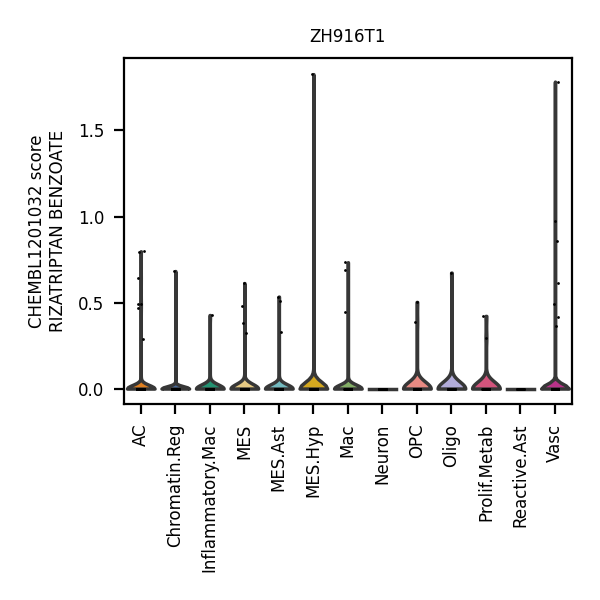 ZH916T1
CHEMBL1201032 score
RIZATRIPTAN BENZOATE
1.5
1.0
0.5
0.0
AC
Chromatin.Reg
Inflammatory.Mac
MES
MES.Ast
MES.Hyp
Mac
Neuron
OPC
Oligo
Prolif.Metab
Reactive.Ast
Vasc